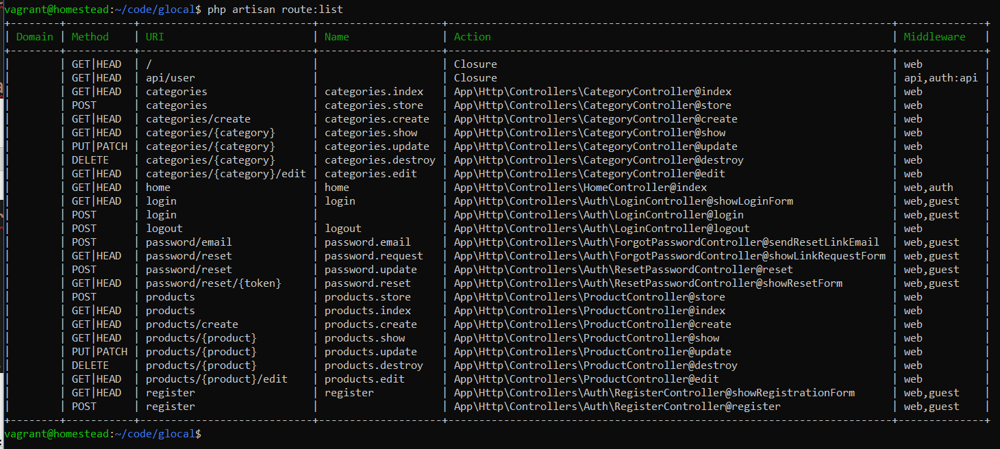 vagrant@homestead:~/code/glocal$ php artisan route:list
+--------+-----------+----------------------------+--------------------+------------------------------------------------------------------------+--------------+
| Domain | Method    | URI                        | Name               | Action                                                                 | Middleware   |
+--------+-----------+----------------------------+--------------------+------------------------------------------------------------------------+--------------+
|        | GET|HEAD  | /                          |                    | Closure                                                                | web          |
|        | GET|HEAD  | api/user                   |                    | Closure                                                                | api,auth:api |
|        | GET|HEAD  | categories                 | categories.index   | App\Http\Controllers\CategoryController@index                          | web          |
|        | POST      | categories                 | categories.store   | App\Http\Controllers\CategoryController@store                          | web          |
|        | GET|HEAD  | categories/create          | categories.create  | App\Http\Controllers\CategoryController@create                         | web          |
|        | GET|HEAD  | categories/{category}      | categories.show    | App\Http\Controllers\CategoryController@show                           | web          |
|        | PUT|PATCH | categories/{category}      | categories.update  | App\Http\Controllers\CategoryController@update                         | web          |
|        | DELETE    | categories/{category}      | categories.destroy | App\Http\Controllers\CategoryController@destroy                        | web          |
|        | GET|HEAD  | categories/{category}/edit | categories.edit    | App\Http\Controllers\CategoryController@edit                           | web          |
|        | GET|HEAD  | home                       | home               | App\Http\Controllers\HomeController@index                              | web,auth     |
|        | GET|HEAD  | login                      | login              | App\Http\Controllers\Auth\LoginController@showLoginForm                | web,guest    |
|        | POST      | login                      |                    | App\Http\Controllers\Auth\LoginController@login                        | web,guest    |
|        | POST      | logout                     | logout             | App\Http\Controllers\Auth\LoginController@logout                       | web          |
|        | POST      | password/email             | password.email     | App\Http\Controllers\Auth\ForgotPasswordController@sendResetLinkEmail  | web,guest    |
|        | GET|HEAD  | password/reset             | password.request   | App\Http\Controllers\Auth\ForgotPasswordController@showLinkRequestForm | web,guest    |
|        | POST      | password/reset             | password.update    | App\Http\Controllers\Auth\ResetPasswordController@reset                | web,guest    |
|        | GET|HEAD  | password/reset/{token}     | password.reset     | App\Http\Controllers\Auth\ResetPasswordController@showResetForm        | web,guest    |
|        | POST      | products                   | products.store     | App\Http\Controllers\ProductController@store                           | web          |
|        | GET|HEAD  | products                   | products.index     | App\Http\Controllers\ProductController@index                           | web          |
|        | GET|HEAD  | products/create            | products.create    | App\Http\Controllers\ProductController@create                          | web          |
|        | GET|HEAD  | products/{product}         | products.show      | App\Http\Controllers\ProductController@show                            | web          |
|        | PUT|PATCH | products/{product}         | products.update    | App\Http\Controllers\ProductController@update                          | web          |
|        | DELETE    | products/{product}         | products.destroy   | App\Http\Controllers\ProductController@destroy                         | web          |
|        | GET|HEAD  | products/{product}/edit    | products.edit      | App\Http\Controllers\ProductController@edit                            | web          |
|        | GET|HEAD  | register                   | register           | App\Http\Controllers\Auth\RegisterController@showRegistrationForm      | web,guest    |
|        | POST      | register                   |                    | App\Http\Controllers\Auth\RegisterController@register                  | web,guest    |
+--------+-----------+----------------------------+--------------------+------------------------------------------------------------------------+--------------+
vagrant@homestead:~/code/glocal$